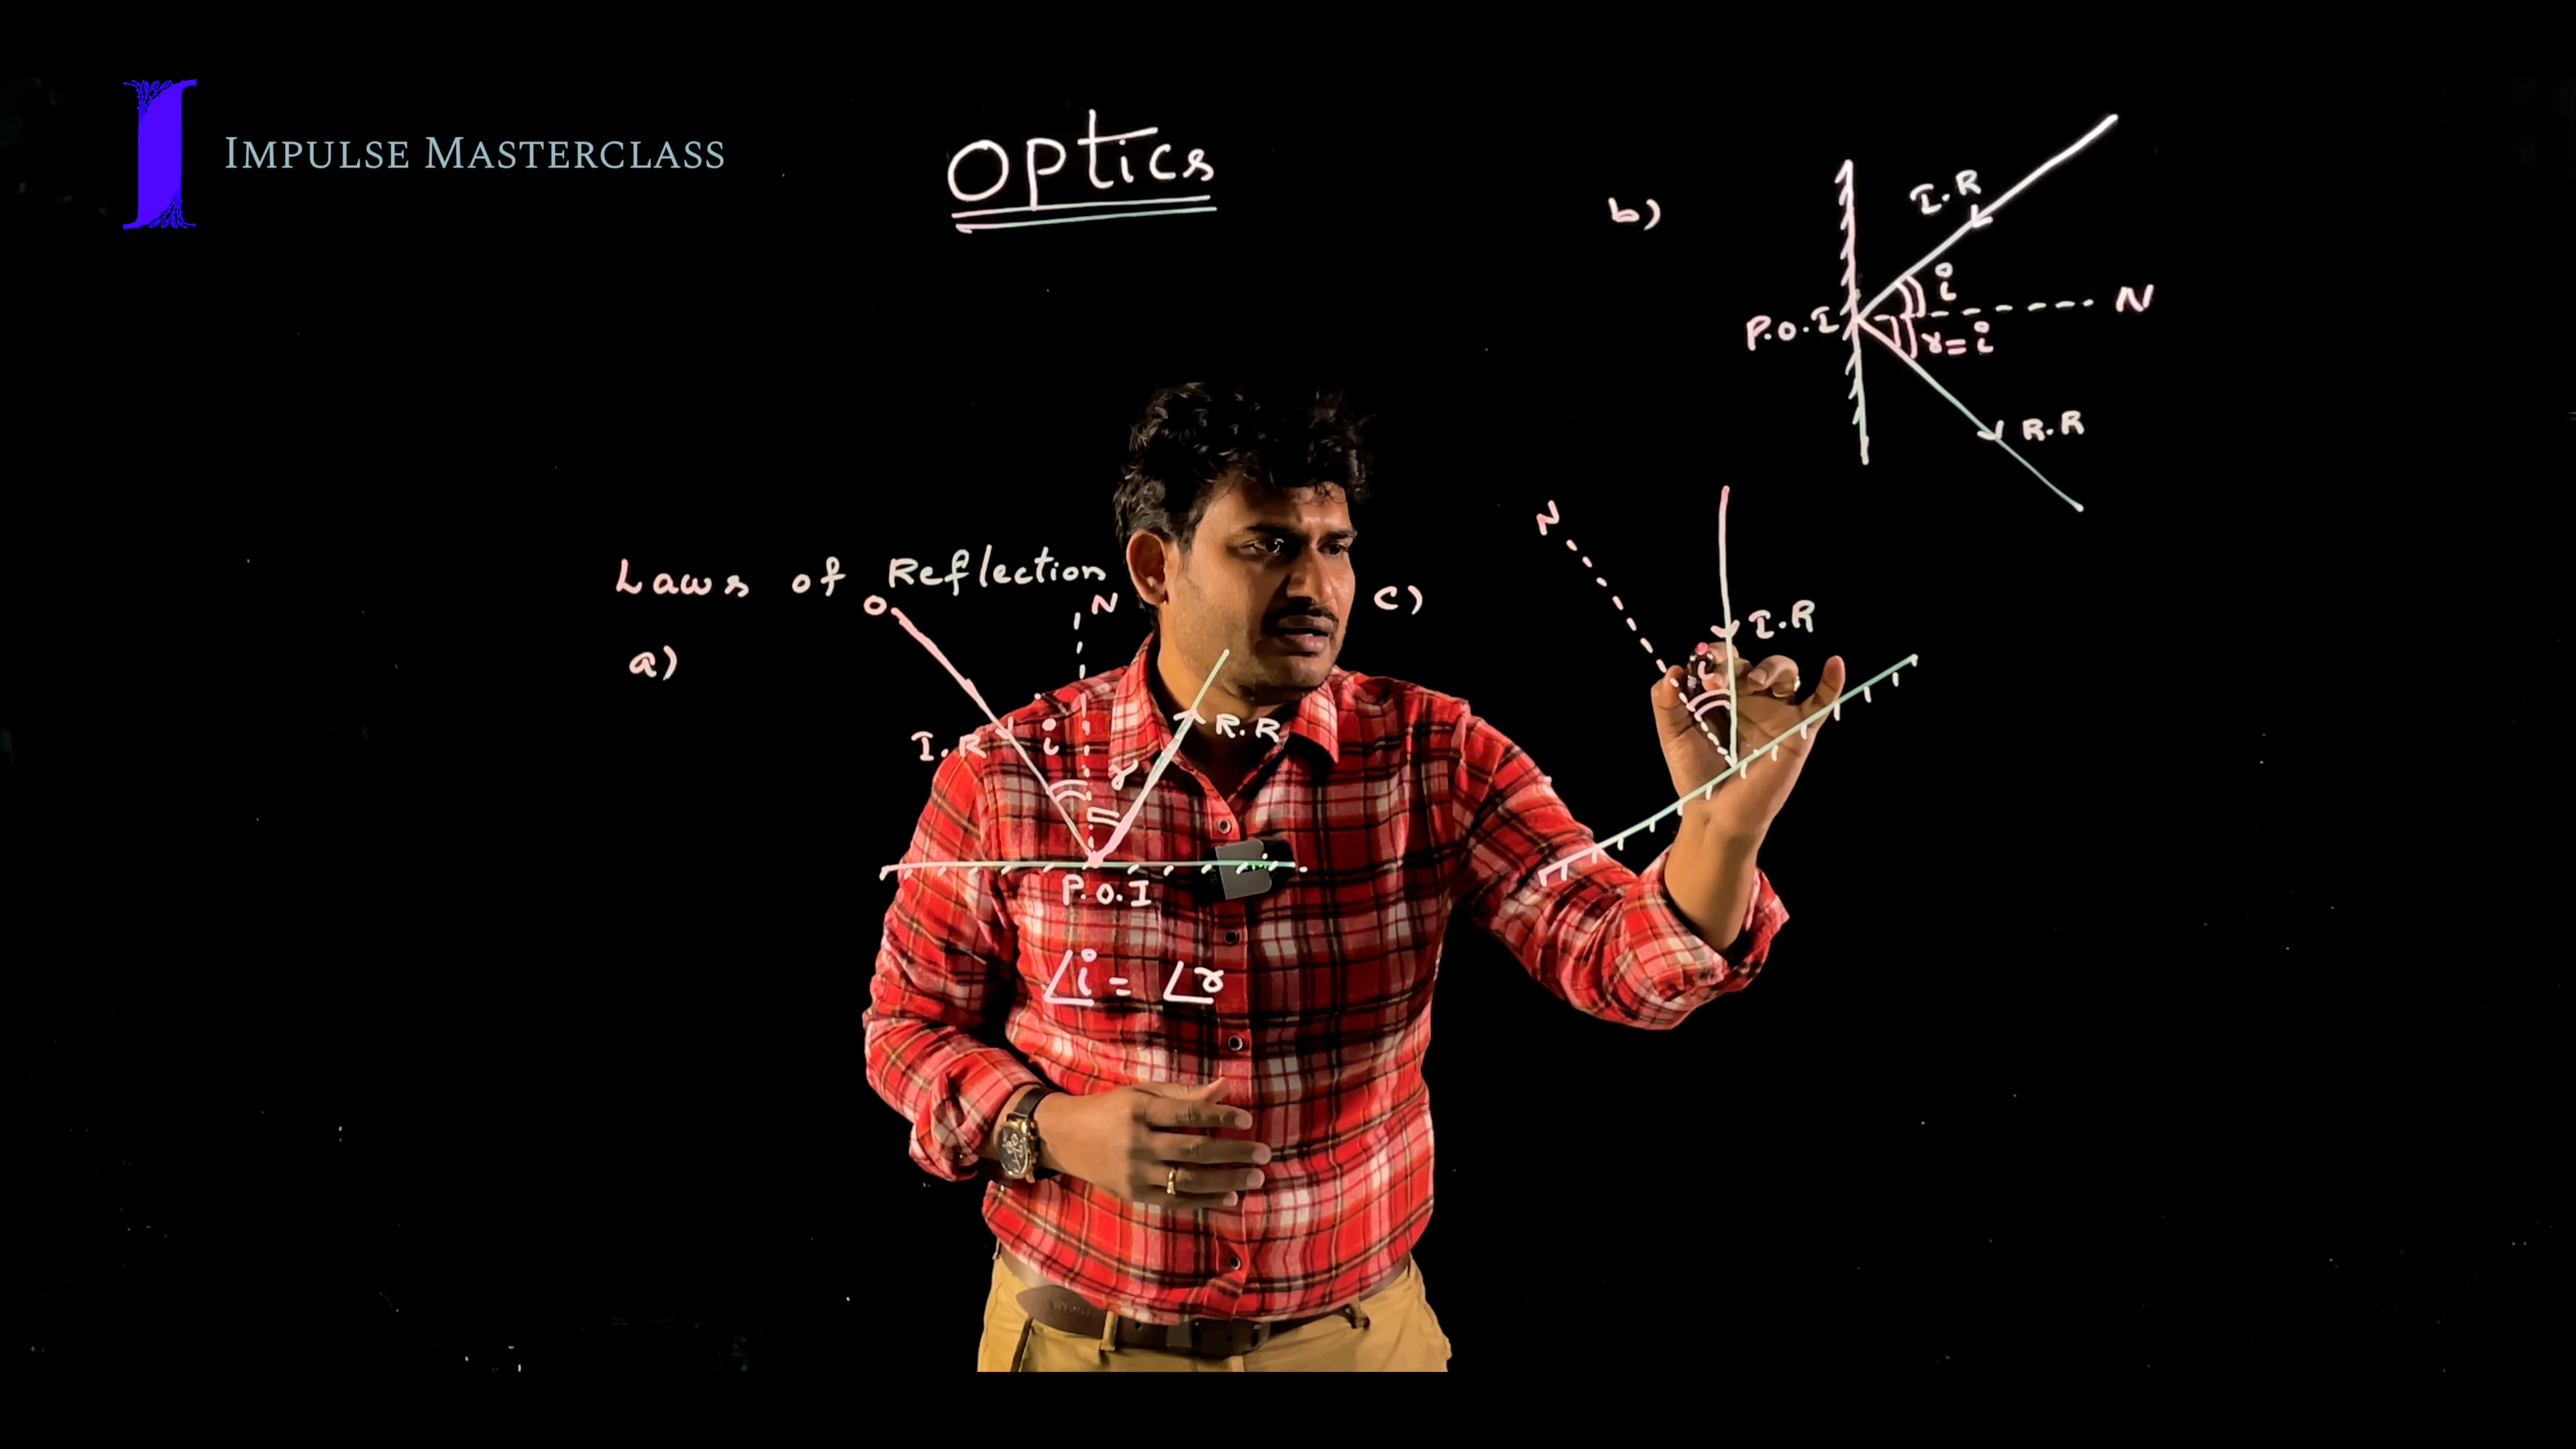 IMPULSE MASTERCLASS
Optics
b)
I.R
i
N
P.O.I
r = i
R.R
Laws of Reflection
a)
O
N
I.R
i
r
R.R
P.O.I
∠i = ∠r
c)
N
I.R
i